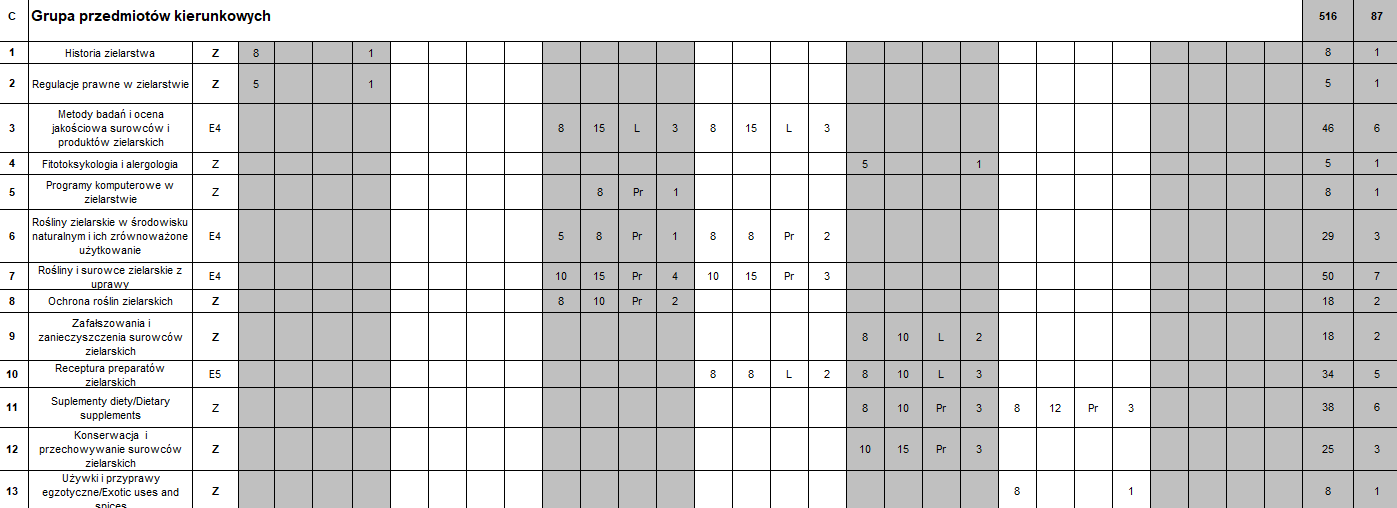 C Grupa przedmiotów kierunkowych 516 87
1 Historia zielarstwa Z 8 1 8 1
2 Regulacje prawne w zielarstwie Z 5 1 5 1
3 Metody badań i ocena
jakościowa surowców i
produktów zielarskich E4 8 15 L 3 8 15 L 3 46 6
4 Fitotoksykologia i alergologia Z 5 1 5 1
5 Programy komputerowe w
zielarstwie Z 8 Pr 1 8 1
6 Rośliny zielarskie w środowisku
naturalnym i ich zrównoważone
użytkowanie E4 5 8 Pr 1 8 8 Pr 2 29 3
7 Rośliny i surowce zielarskie z
uprawy E4 10 15 Pr 4 10 15 Pr 3 50 7
8 Ochrona roślin zielarskich Z 8 10 Pr 2 18 2
9 Zafałszowania i
zanieczyszczenia surowców
zielarskich Z 8 10 L 2 18 2
10 Receptura preparatów
zielarskich E5 8 8 L 2 8 10 L 3 34 5
11 Suplementy diety/Dietary
supplements Z 8 10 Pr 3 8 12 Pr 3 38 6
12 Konserwacja i
przechowywanie surowców
zielarskich Z 10 15 Pr 3 25 3
13 Używki i przyprawy
egzotyczne/Exotic uses and
spices Z 8 1 8 1